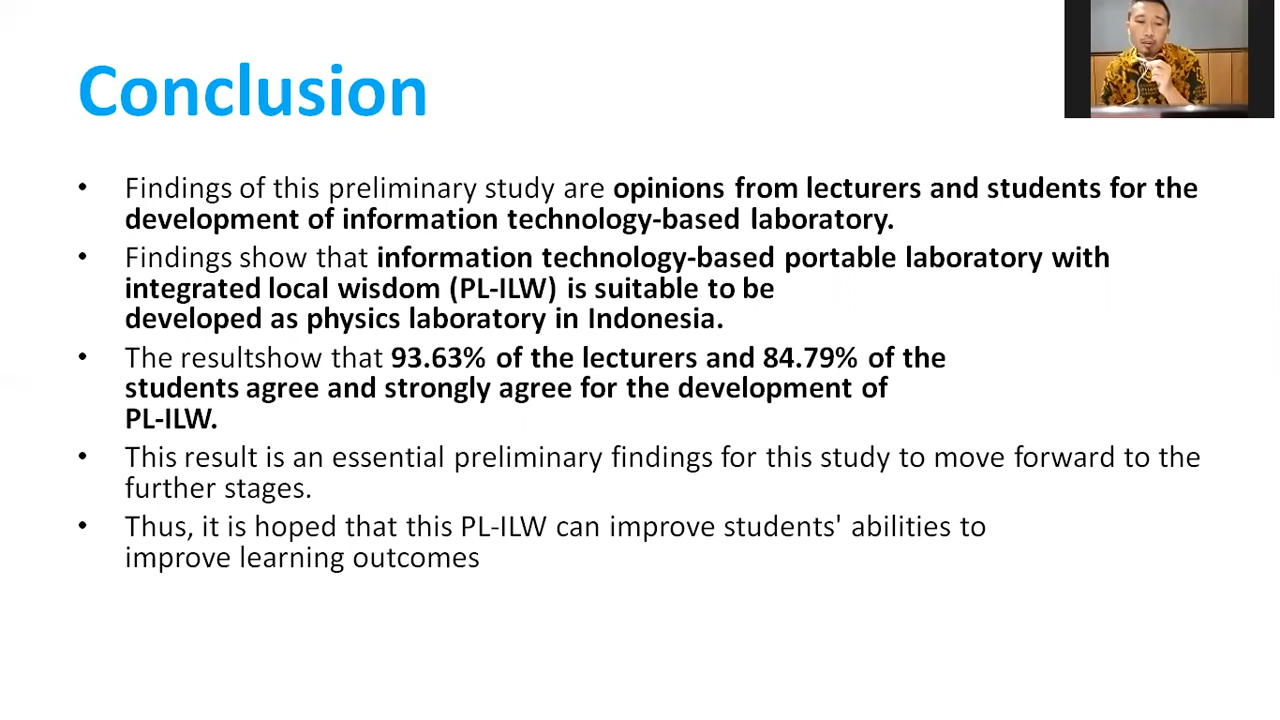 Conclusion
• Findings of this preliminary study are opinions from lecturers and students for the
development of information technology-based laboratory.
• Findings show that information technology-based portable laboratory with
integrated local wisdom (PL-ILW) is suitable to be
developed as physics laboratory in Indonesia.
• The resultshow that 93.63% of the lecturers and 84.79% of the
students agree and strongly agree for the development of
PL-ILW.
• This result is an essential preliminary findings for this study to move forward to the
further stages.
• Thus, it is hoped that this PL-ILW can improve students' abilities to
improve learning outcomes